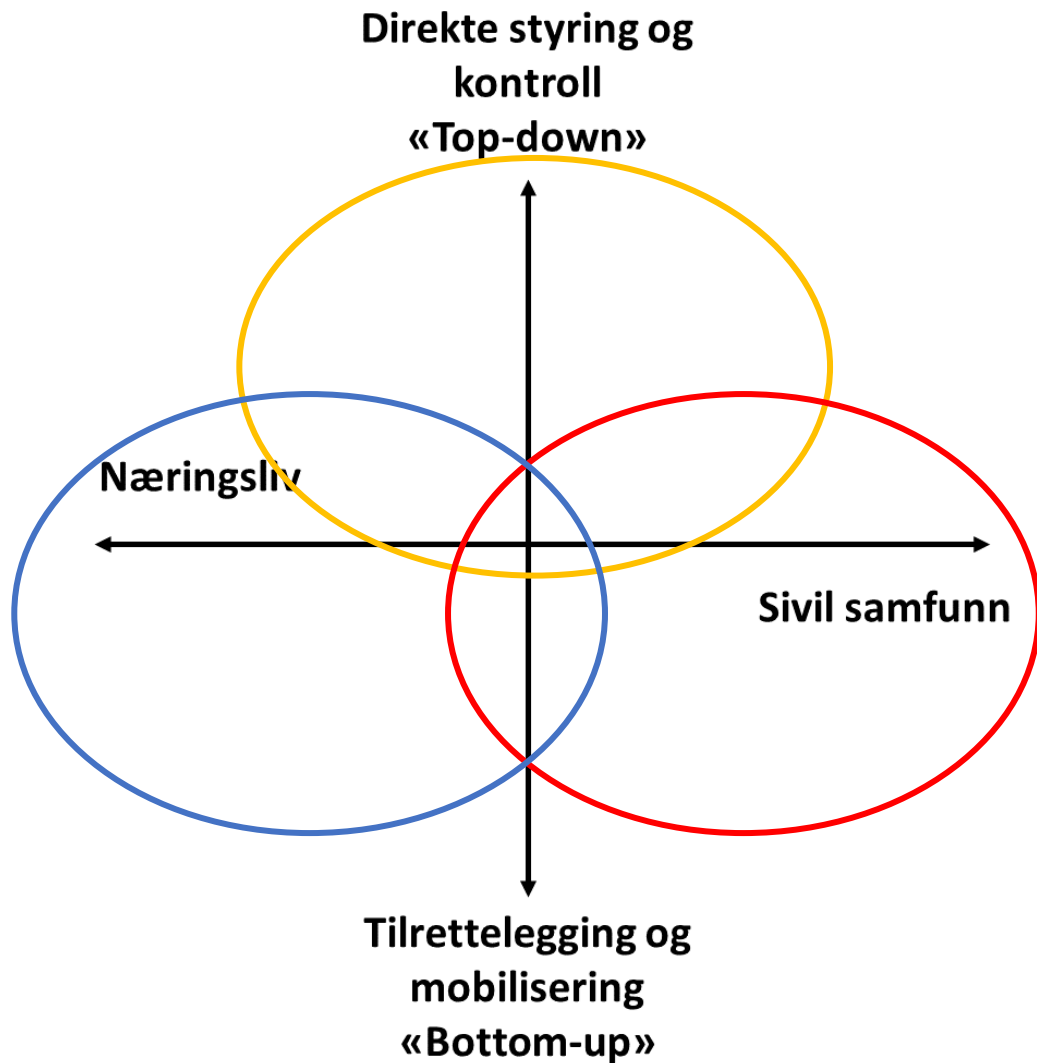 Direkte styring og
kontroll
«Top-down»
Næringsliv
Sivil samfunn
Tilrettelegging og
mobilisering
«Bottom-up»